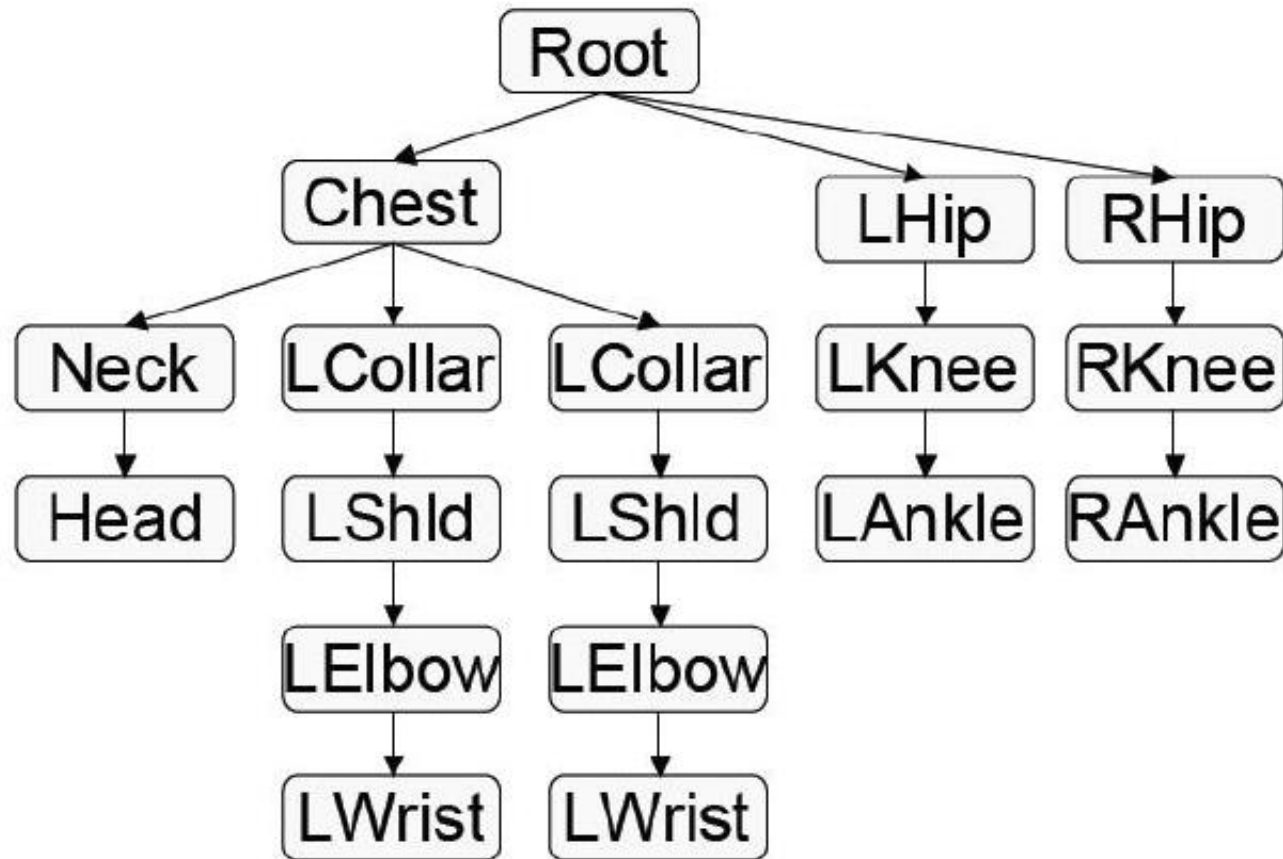 Root
Chest
LHip
RHip
Neck
LCollar
LCollar
LKnee
RKnee
Head
LShld
LShld
LAnkle
RAnkle
LElbow
LElbow
LWrist
LWrist